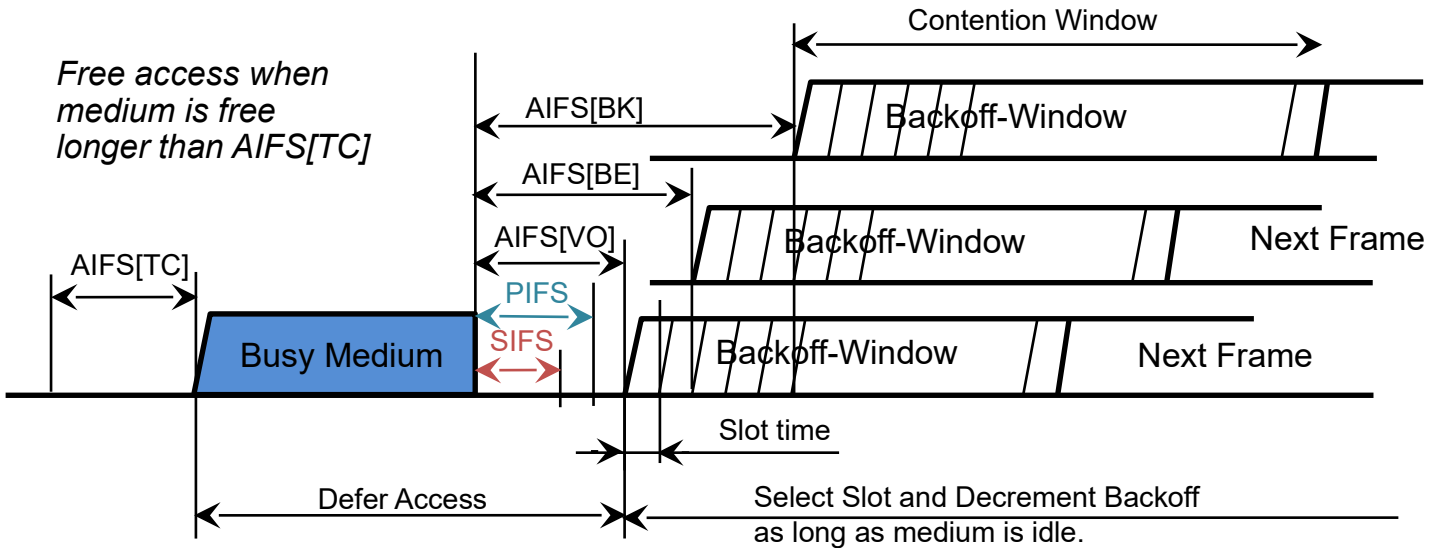 Contention Window
Free access when
medium is free
longer than AIFS[TC]
AIFS[BK]
Backoff-Window
AIFS[BE]
AIFS[VO]
Backoff-Window
Next Frame
AIFS[TC]
PIFS
SIFS
Busy Medium
Backoff-Window
Next Frame
Slot time
Defer Access
Select Slot and Decrement Backoff
as long as medium is idle.